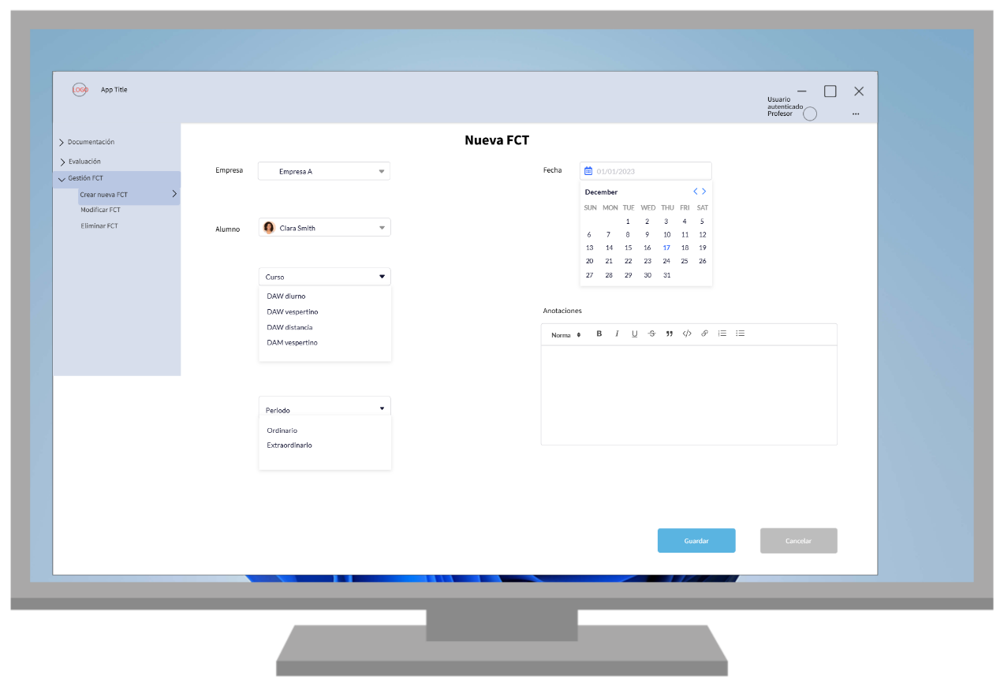 LOGO
App Title
Usuario
autenticado
Profesor
...
Documentación
Evaluación
Gestión FCT
Crear nueva FCT
Modificar FCT
Eliminar FCT
Nueva FCT
Empresa
Empresa A
Alumno
Clara Smith
Curso
DAW diurno
DAW vespertino
DAW distancia
DAM vespertino
Periodo
Ordinario
Extraordinario
Fecha
01/01/2023
December
SUN MON TUE WED THU FRI SAT
1 2 3 4 5
6 7 8 9 10 11 12
13 14 15 16 17 18 19
20 21 22 23 24 25 26
27 28 29 30 31
Anotaciones
Norma B I U S
Guardar
Cancelar